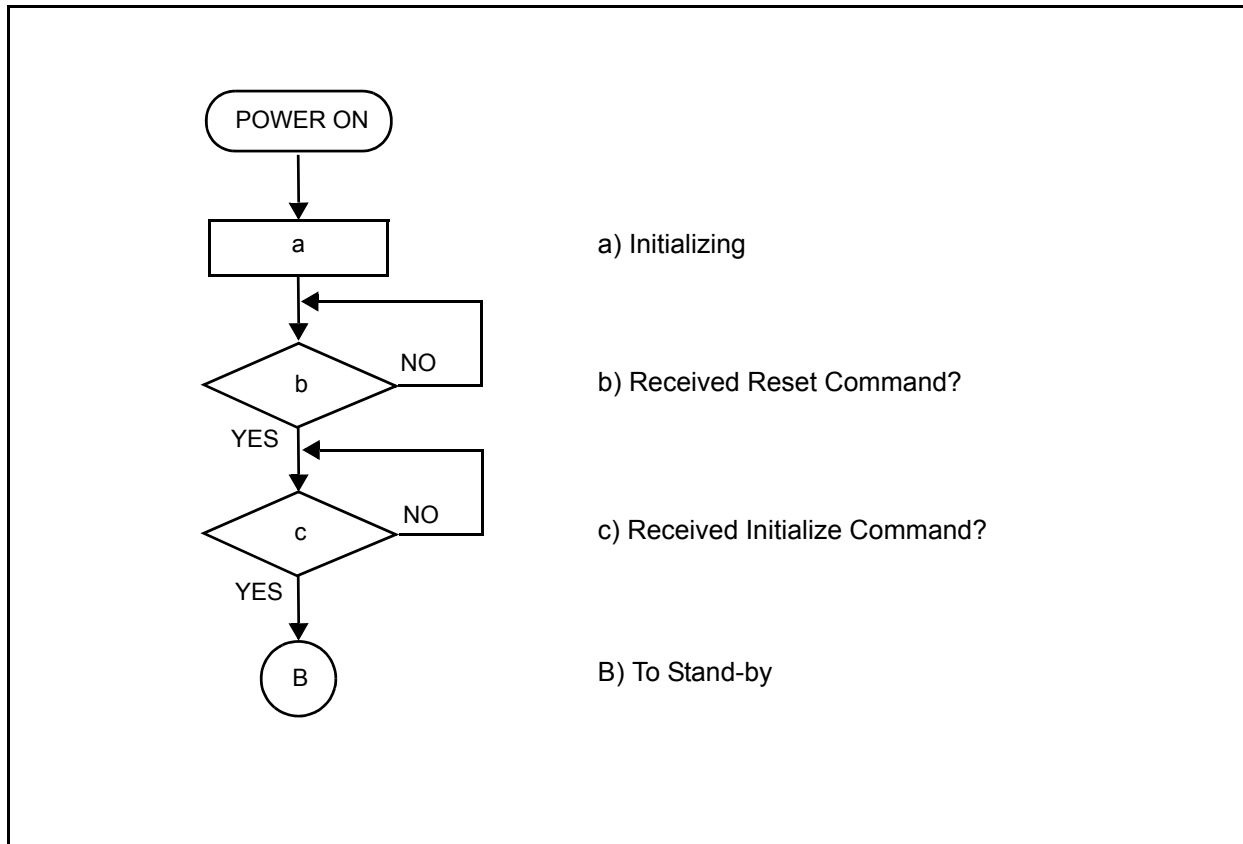 POWER ON
a
a) Initializing
NO
b
b) Received Reset Command?
YES
NO
c
c) Received Initialize Command?
YES
B
B) To Stand-by